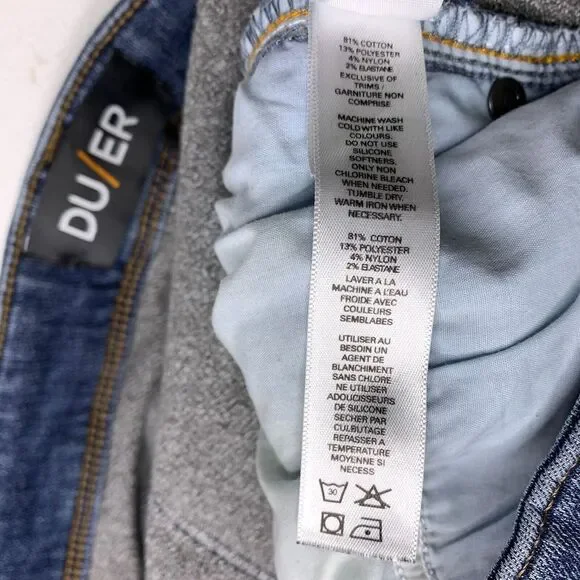 DU/ER
81% COTTON
13% POLYESTER
4% NYLON
2% ELASTANE
EXCLUSIVE OF
TRIMS /
GARNITURE NON
COMPRISE
MACHINE WASH
COLD WITH LIKE
COLOURS.
DO NOT USE
SILICONE
SOFTNERS.
ONLY NON
CHLORINE BLEACH
WHEN NEEDED.
TUMBLE DRY.
WARM IRON WHEN
NECESSARY.
81% COTON
13% POLYESTER
4% NYLON
2% ELASTANE
LAVER A LA
MACHINE A L'EAU
FROIDE AVEC
COULEURS
SEMBLABES
UTILISER AU
BESOIN UN
AGENT DE
BLANCHIMENT
SANS CHLORE
NE UTILISER
ADOUCISSEURS
DE SILICONE
SECHER PAR
CULBUTAGE
REPASSER A
TEMPERATURE
MOYENNE SI
NECESS
30